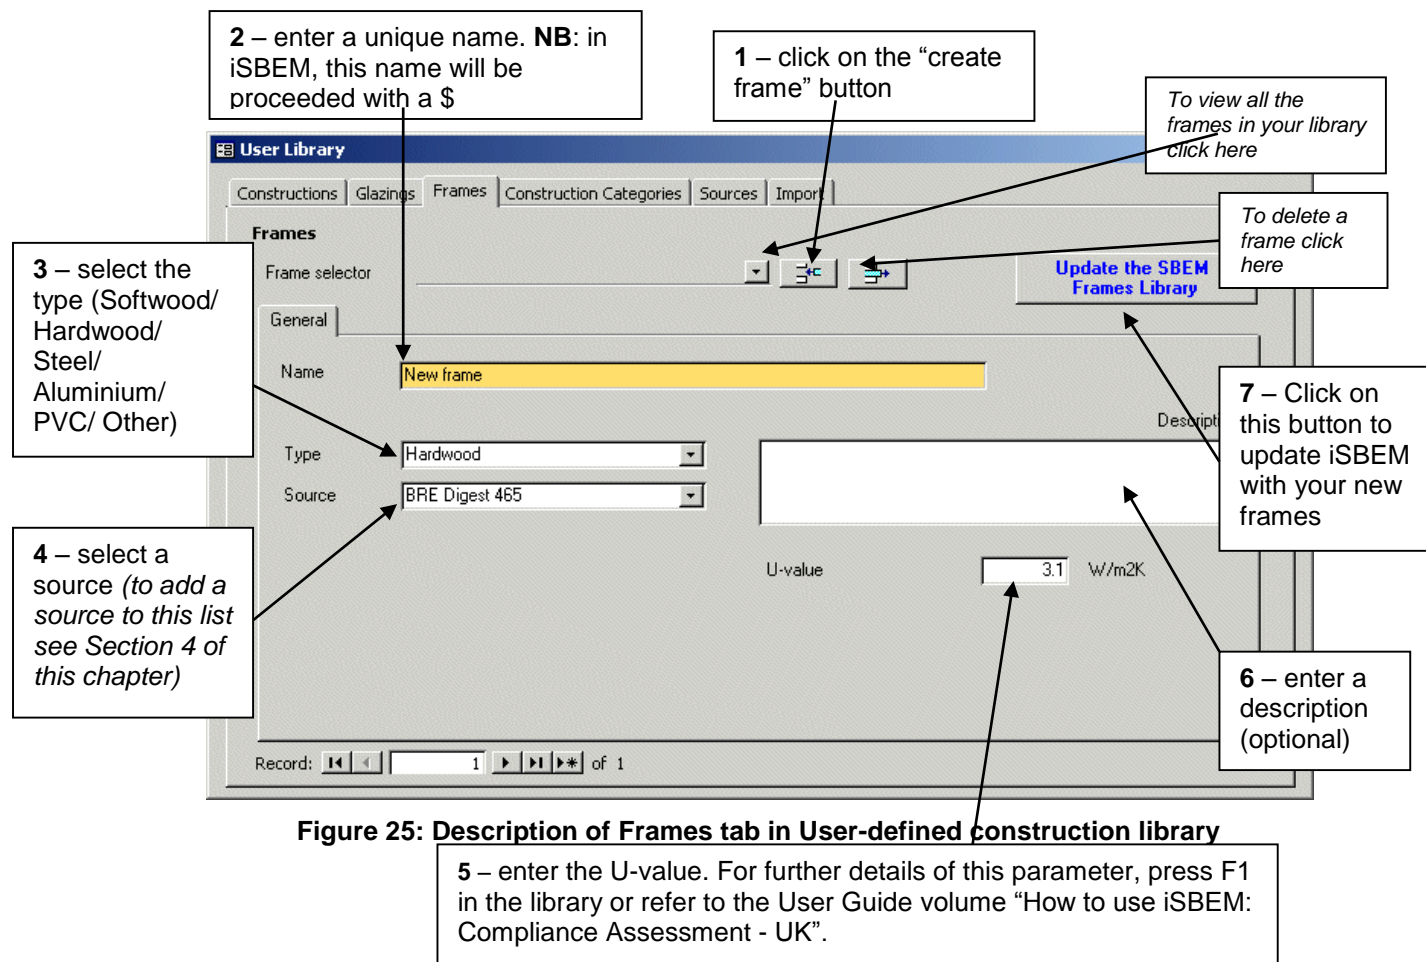 2 – enter a unique name. NB: in
iSBEM, this name will be
proceeded with a $
1 – click on the “create
frame” button
To view all the
frames in your library
click here
User Library
Constructions Glazings Frames Construction Categories Sources Import
To delete a
frame click
here
Frames
Frame selector
Update the SBEM
Frames Library
3 – select the
type (Softwood/
Hardwood/
Steel/
Aluminium/
PVC/ Other)
General
Name New frame
7 – Click on
this button to
update iSBEM
with your new
frames
Type Hardwood
Source BRE Digest 465
4 – select a
source (to add a
source to this list
see Section 4 of
this chapter)
U-value 3.1 W/m2K
6 – enter a
description
(optional)
Record: 1 of 1
Figure 25: Description of Frames tab in User-defined construction library
5 – enter the U-value. For further details of this parameter, press F1
in the library or refer to the User Guide volume “How to use iSBEM:
Compliance Assessment - UK”.